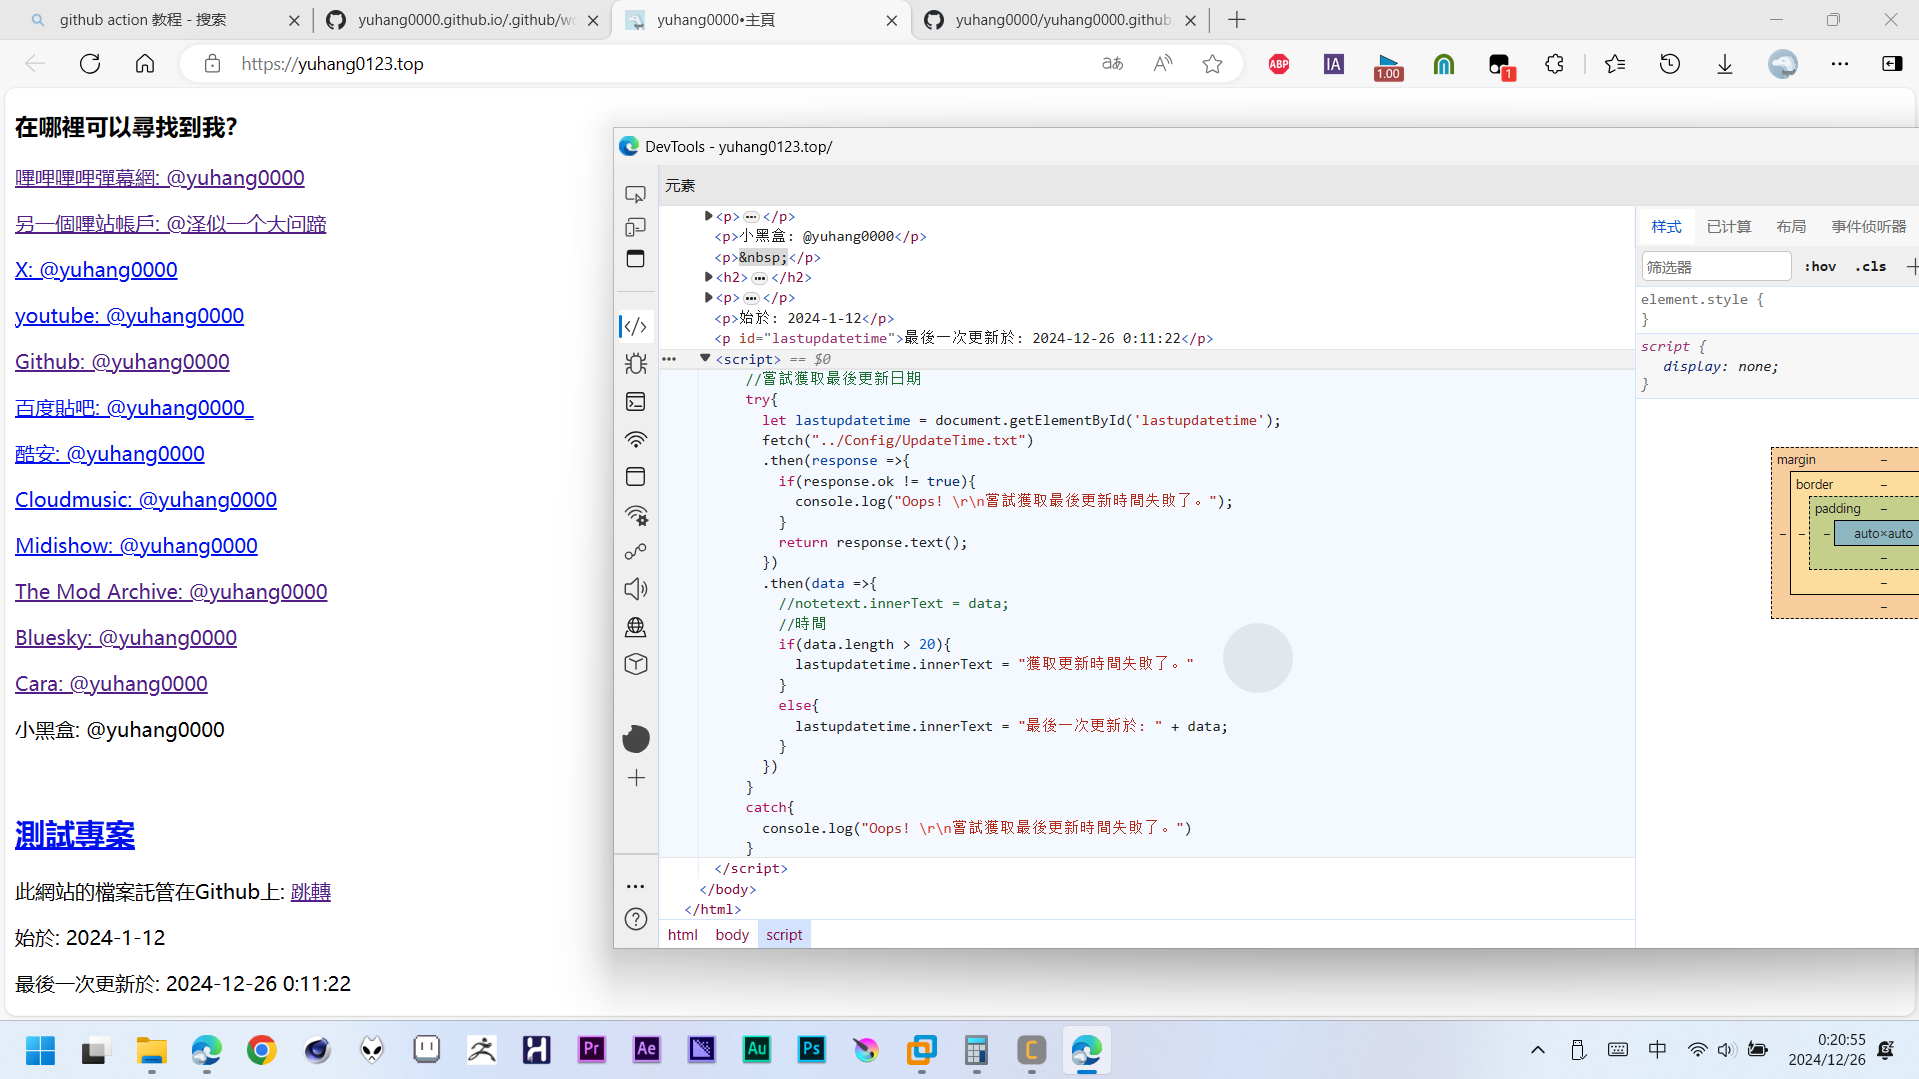 github action 教程 - 搜索
yuhang0000.github.io/.github/wo
yuhang0000•主頁
yuhang0000/yuhang0000.github.
https://yuhang0123.top
aあ
A
ABP
IA
1.00
1
在哪裡可以尋找到我?
嗶哩嗶哩彈幕網: @yuhang0000
另一個嗶站帳戶: @泽似一个大问蹄
X: @yuhang0000
youtube: @yuhang0000
Github: @yuhang0000
百度貼吧: @yuhang0000_
酷安: @yuhang0000
Cloudmusic: @yuhang0000
Midishow: @yuhang0000
The Mod Archive: @yuhang0000
Bluesky: @yuhang0000
Cara: @yuhang0000
小黑盒: @yuhang0000
測試專案
此網站的檔案託管在Github上: 跳轉
始於: 2024-1-12
最後一次更新於: 2024-12-26 0:11:22
DevTools - yuhang0123.top/
元素
<p>…</p>
<p>小黑盒: @yuhang0000</p>
<p>&nbsp;</p>
<h2>…</h2>
<p>…</p>
<p>始於: 2024-1-12</p>
<p id="lastupdatetime">最後一次更新於: 2024-12-26 0:11:22</p>
<script> == $0
//嘗試獲取最後更新日期
try{
let lastupdatetime = document.getElementById('lastupdatetime');
fetch("../Config/UpdateTime.txt")
.then(response =>{
if(response.ok != true){
console.log("Oops! \r\n嘗試獲取最後更新時間失敗了。");
}
return response.text();
})
.then(data =>{
//notetext.innerText = data;
//時間
if(data.length > 20){
lastupdatetime.innerText = "獲取更新時間失敗了。"
}
else{
lastupdatetime.innerText = "最後一次更新於: " + data;
}
})
}
catch{
console.log("Oops! \r\n嘗試獲取最後更新時間失敗了。")
}
</script>
</body>
</html>
html body script
样式 已计算 布局 事件侦听器
筛选器 :hov .cls
element.style {
}
script {
display: none;
}
margin
border
padding
auto×auto
Pr
Ae
Au
Ps
C
中
0:20:55
2024/12/26